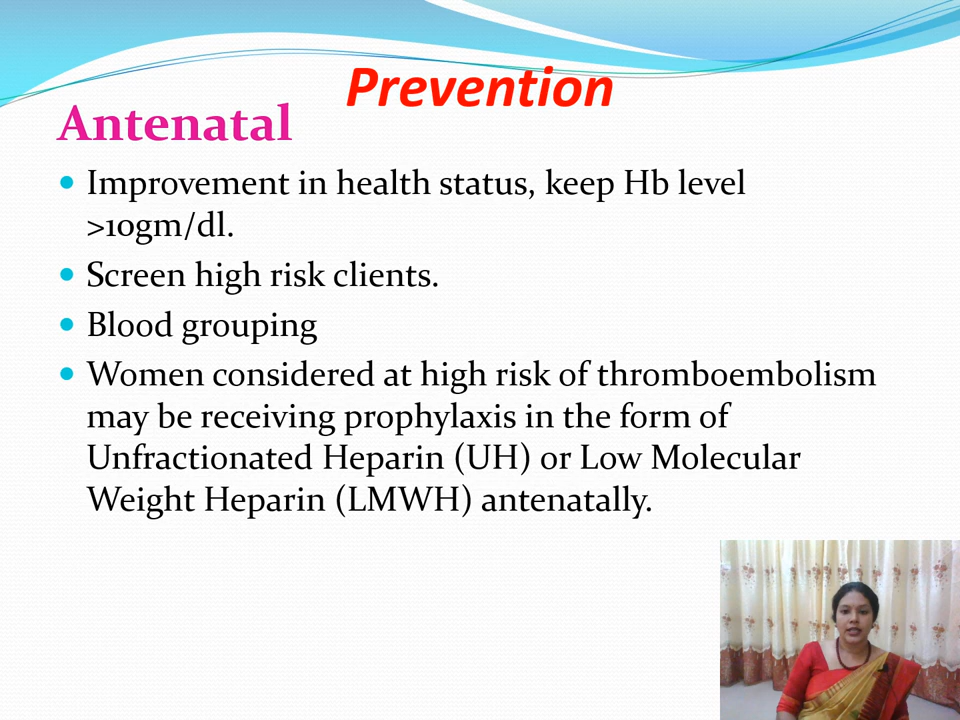 Prevention
Antenatal
Improvement in health status, keep Hb level
>10gm/dl.
Screen high risk clients.
Blood grouping
Women considered at high risk of thromboembolism
may be receiving prophylaxis in the form of
Unfractionated Heparin (UH) or Low Molecular
Weight Heparin (LMWH) antenatally.